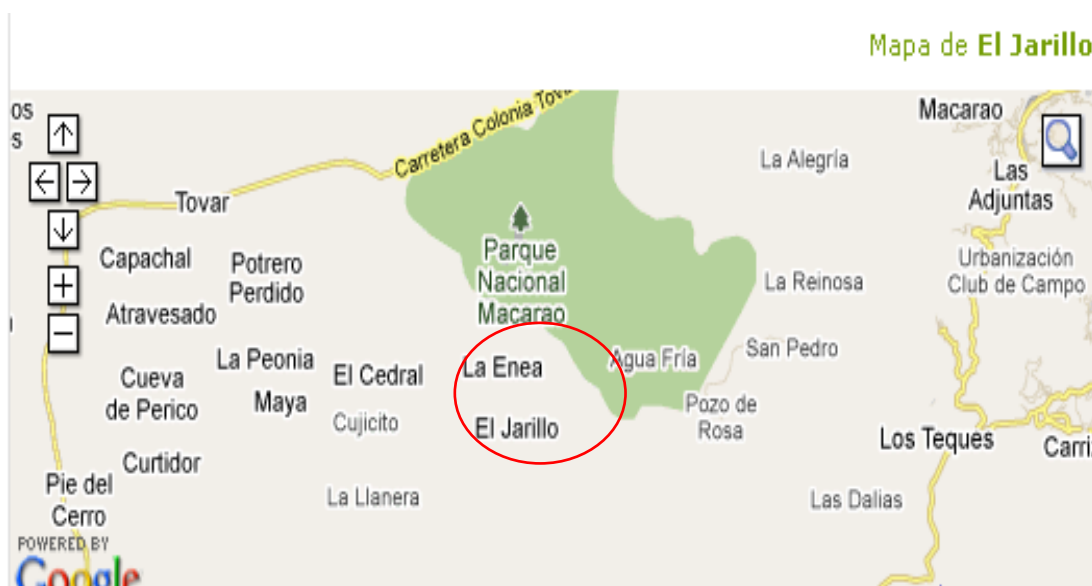 Mapa de El Jarillo
os
s
Carretera Colonia Tov
Macarao
La Alegría
Las
Adjuntas
Tovar
Capachal
Potrero
Perdido
Parque
Nacional
Macarao
Urbanización
Club de Campo
La Reinosa
Atravesado
La Peonia
El Cedral
La Enea
Agua Fría
San Pedro
Cueva
de Perico
Maya
Cujicito
El Jarillo
Pozo de
Rosa
Los Teques
Carri
Curtidor
Pie del
Cerro
La Llanera
Las Dalias
POWERED BY
Google